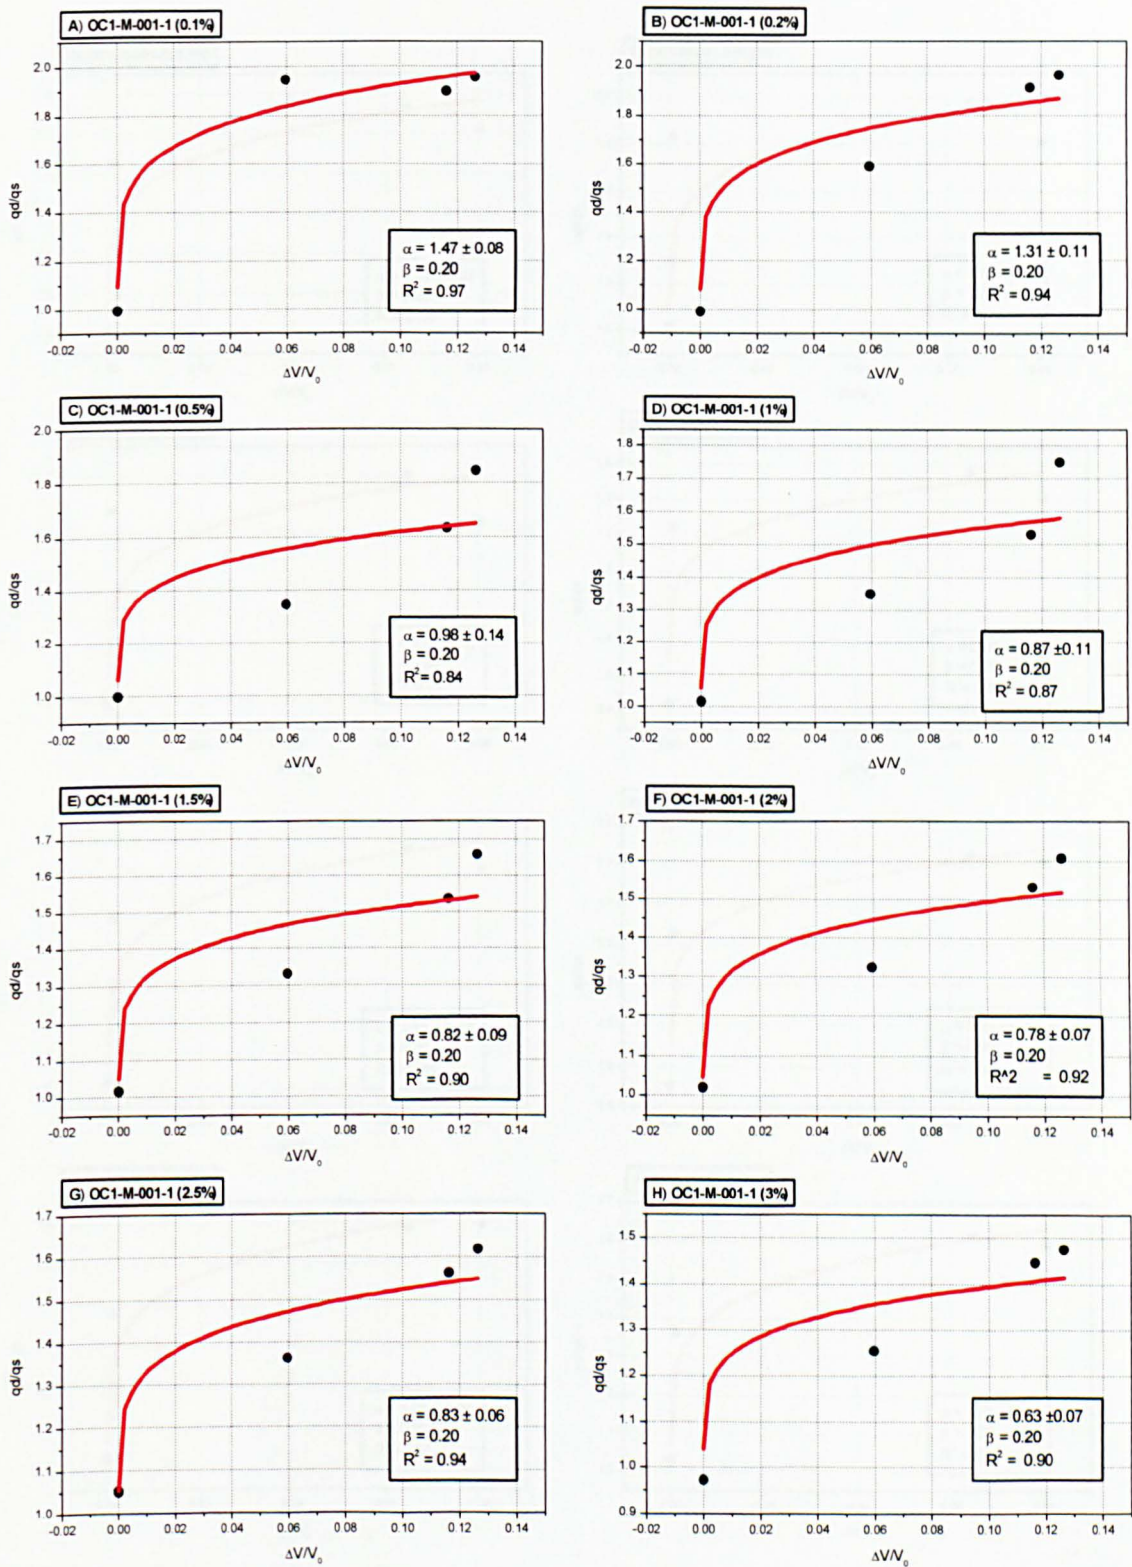 A) OC1-M-001-1 (0.1%)
2.0
1.8
1.6
1.4
1.2
1.0
qd/qs
α = 1.47 ± 0.08
β = 0.20
R² = 0.97
-0.02 0.00 0.02 0.04 0.06 0.08 0.10 0.12 0.14
ΔV/V₀
B) OC1-M-001-1 (0.2%)
2.0
1.9
1.8
1.7
1.6
1.5
1.4
1.3
1.2
1.1
1.0
qd/qs
α = 1.31 ± 0.11
β = 0.20
R² = 0.94
-0.02 0.00 0.02 0.04 0.06 0.08 0.10 0.12 0.14
ΔV/V₀
C) OC1-M-001-1 (0.5%)
2.0
1.8
1.6
1.4
1.2
1.0
qd/qs
α = 0.98 ± 0.14
β = 0.20
R² = 0.84
-0.02 0.00 0.02 0.04 0.06 0.08 0.10 0.12 0.14
ΔV/V₀
D) OC1-M-001-1 (1%)
1.8
1.7
1.6
1.5
1.4
1.3
1.2
1.1
1.0
qd/qs
α = 0.87 ±0.11
β = 0.20
R² = 0.87
-0.02 0.00 0.02 0.04 0.06 0.08 0.10 0.12 0.14
ΔV/V₀
E) OC1-M-001-1 (1.5%)
1.7
1.6
1.5
1.4
1.3
1.2
1.1
1.0
qd/qs
α = 0.82 ± 0.09
β = 0.20
R² = 0.90
-0.02 0.00 0.02 0.04 0.06 0.08 0.10 0.12 0.14
ΔV/V₀
F) OC1-M-001-1 (2%)
1.7
1.6
1.5
1.4
1.3
1.2
1.1
1.0
qd/qs
α = 0.78 ± 0.07
β = 0.20
R^2 = 0.92
-0.02 0.00 0.02 0.04 0.06 0.08 0.10 0.12 0.14
ΔV/V₀
G) OC1-M-001-1 (2.5%)
1.7
1.6
1.5
1.4
1.3
1.2
1.1
1.0
qd/qs
α = 0.83 ± 0.06
β = 0.20
R² = 0.94
-0.02 0.00 0.02 0.04 0.06 0.08 0.10 0.12 0.14
ΔV/V₀
H) OC1-M-001-1 (3%)
1.5
1.4
1.3
1.2
1.1
1.0
0.9
qd/qs
α = 0.63 ±0.07
β = 0.20
R² = 0.90
-0.02 0.00 0.02 0.04 0.06 0.08 0.10 0.12 0.14
ΔV/V₀